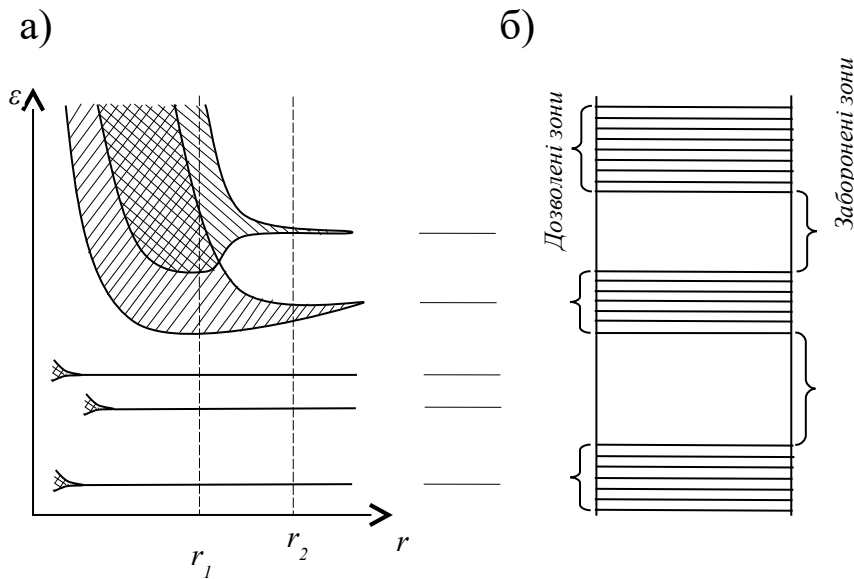 а)
б)
ε
Дозволені зони
Заборонені зони
r1
r2
r